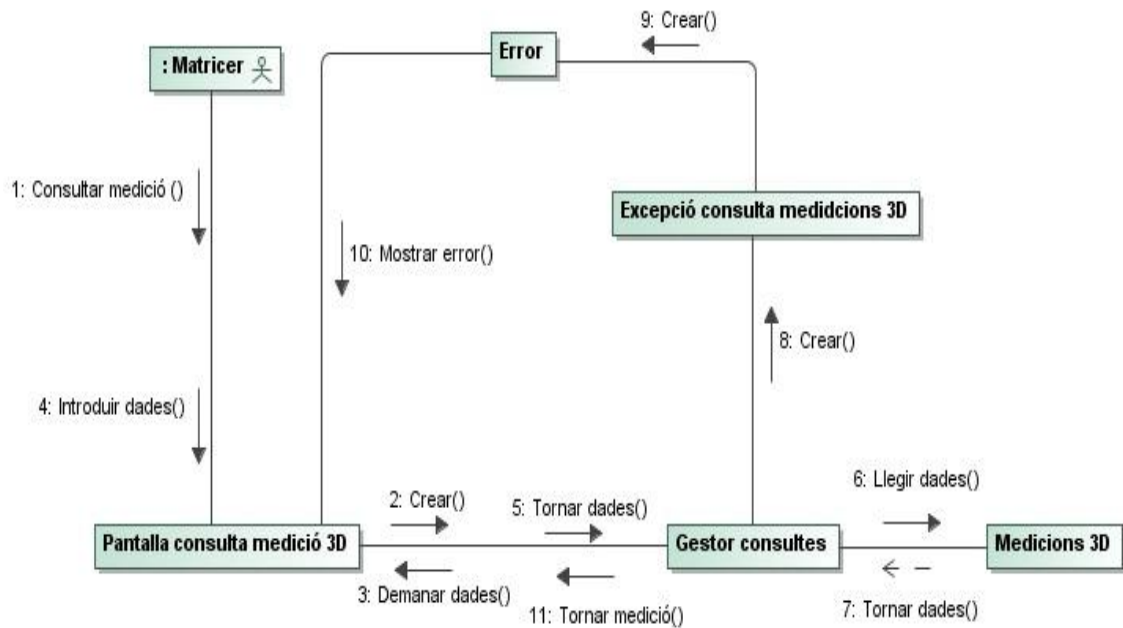 9: Crear()
: Matricer
Error
1: Consultar medició ()
Excepció consulta medidcions 3D
10: Mostrar error()
8: Crear()
4: Introduir dades()
6: Llegir dades()
2: Crear()
5: Tornar dades()
Pantalla consulta medició 3D
Gestor consultes
Medicions 3D
3: Demanar dades()
11: Tornar medició()
7: Tornar dades()